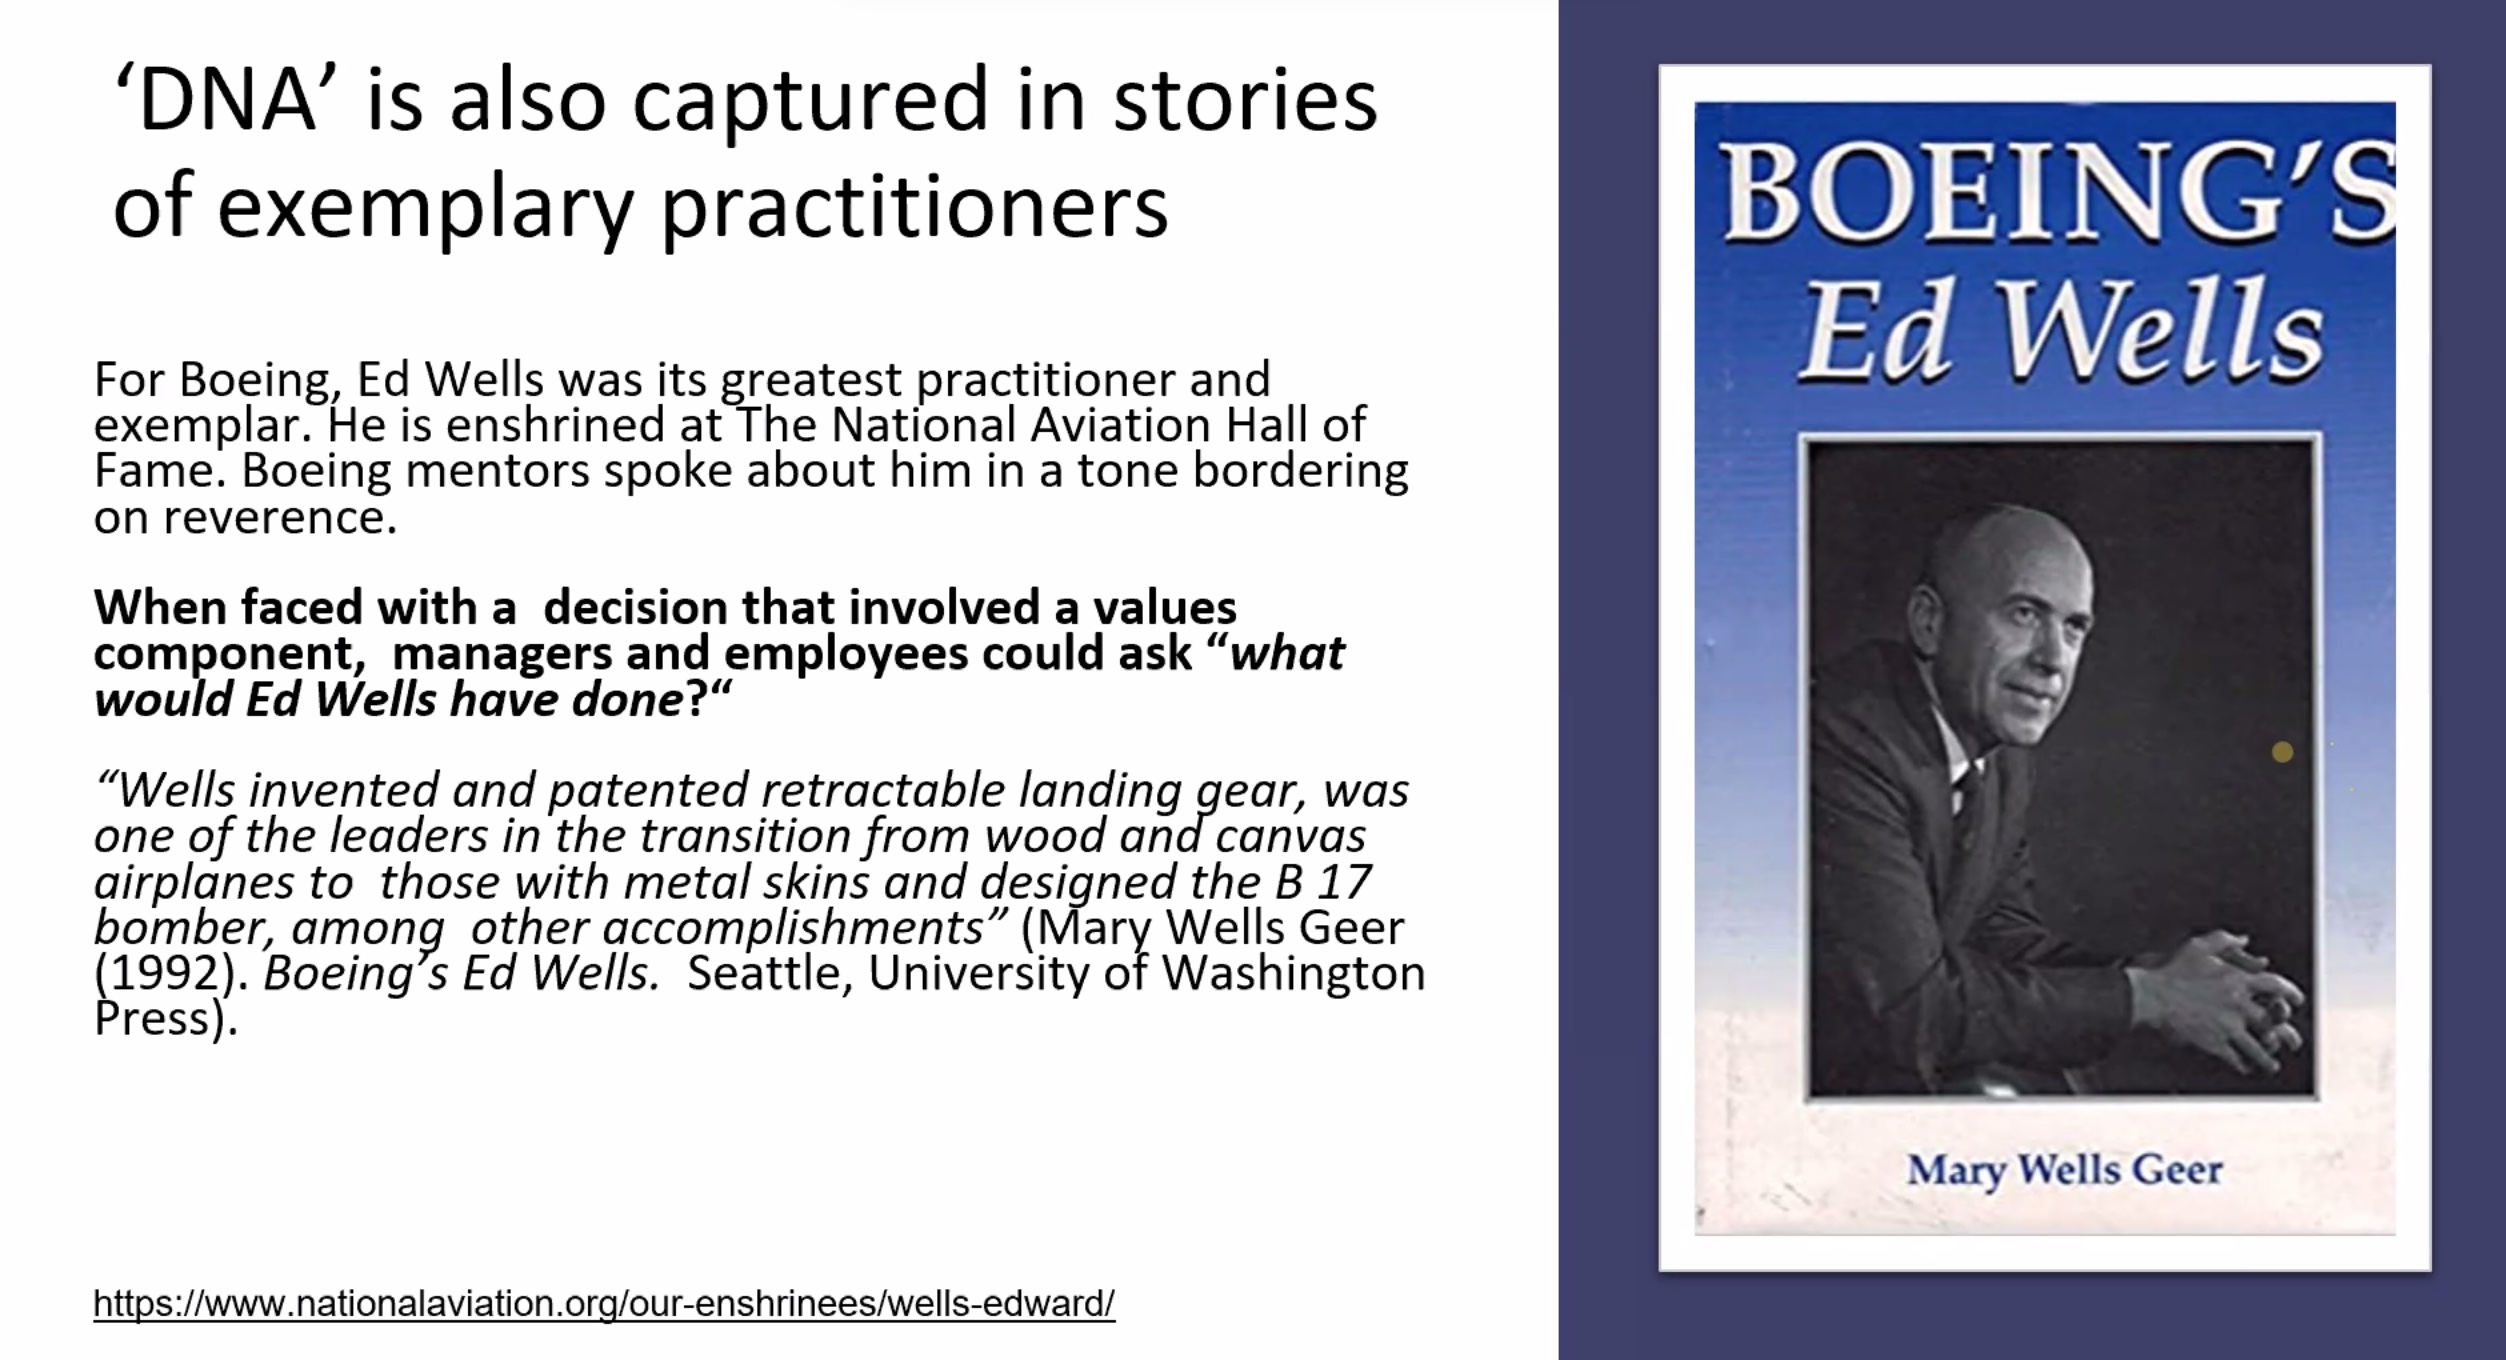 ‘DNA’ is also captured in stories
of exemplary practitioners
For Boeing, Ed Wells was its greatest practitioner and
exemplar. He is enshrined at The National Aviation Hall of
Fame. Boeing mentors spoke about him in a tone bordering
on reverence.
When faced with a  decision that involved a values
component,  managers and employees could ask “what
would Ed Wells have done?“
“Wells invented and patented retractable landing gear, was
one of the leaders in the transition from wood and canvas
airplanes to  those with metal skins and designed the B 17
bomber, among  other accomplishments” (Mary Wells Geer
(1992). Boeing’s Ed Wells.  Seattle, University of Washington
Press).
https://www.nationalaviation.org/our-enshrinees/wells-edward/
BOEING’S
Ed Wells
Mary Wells Geer